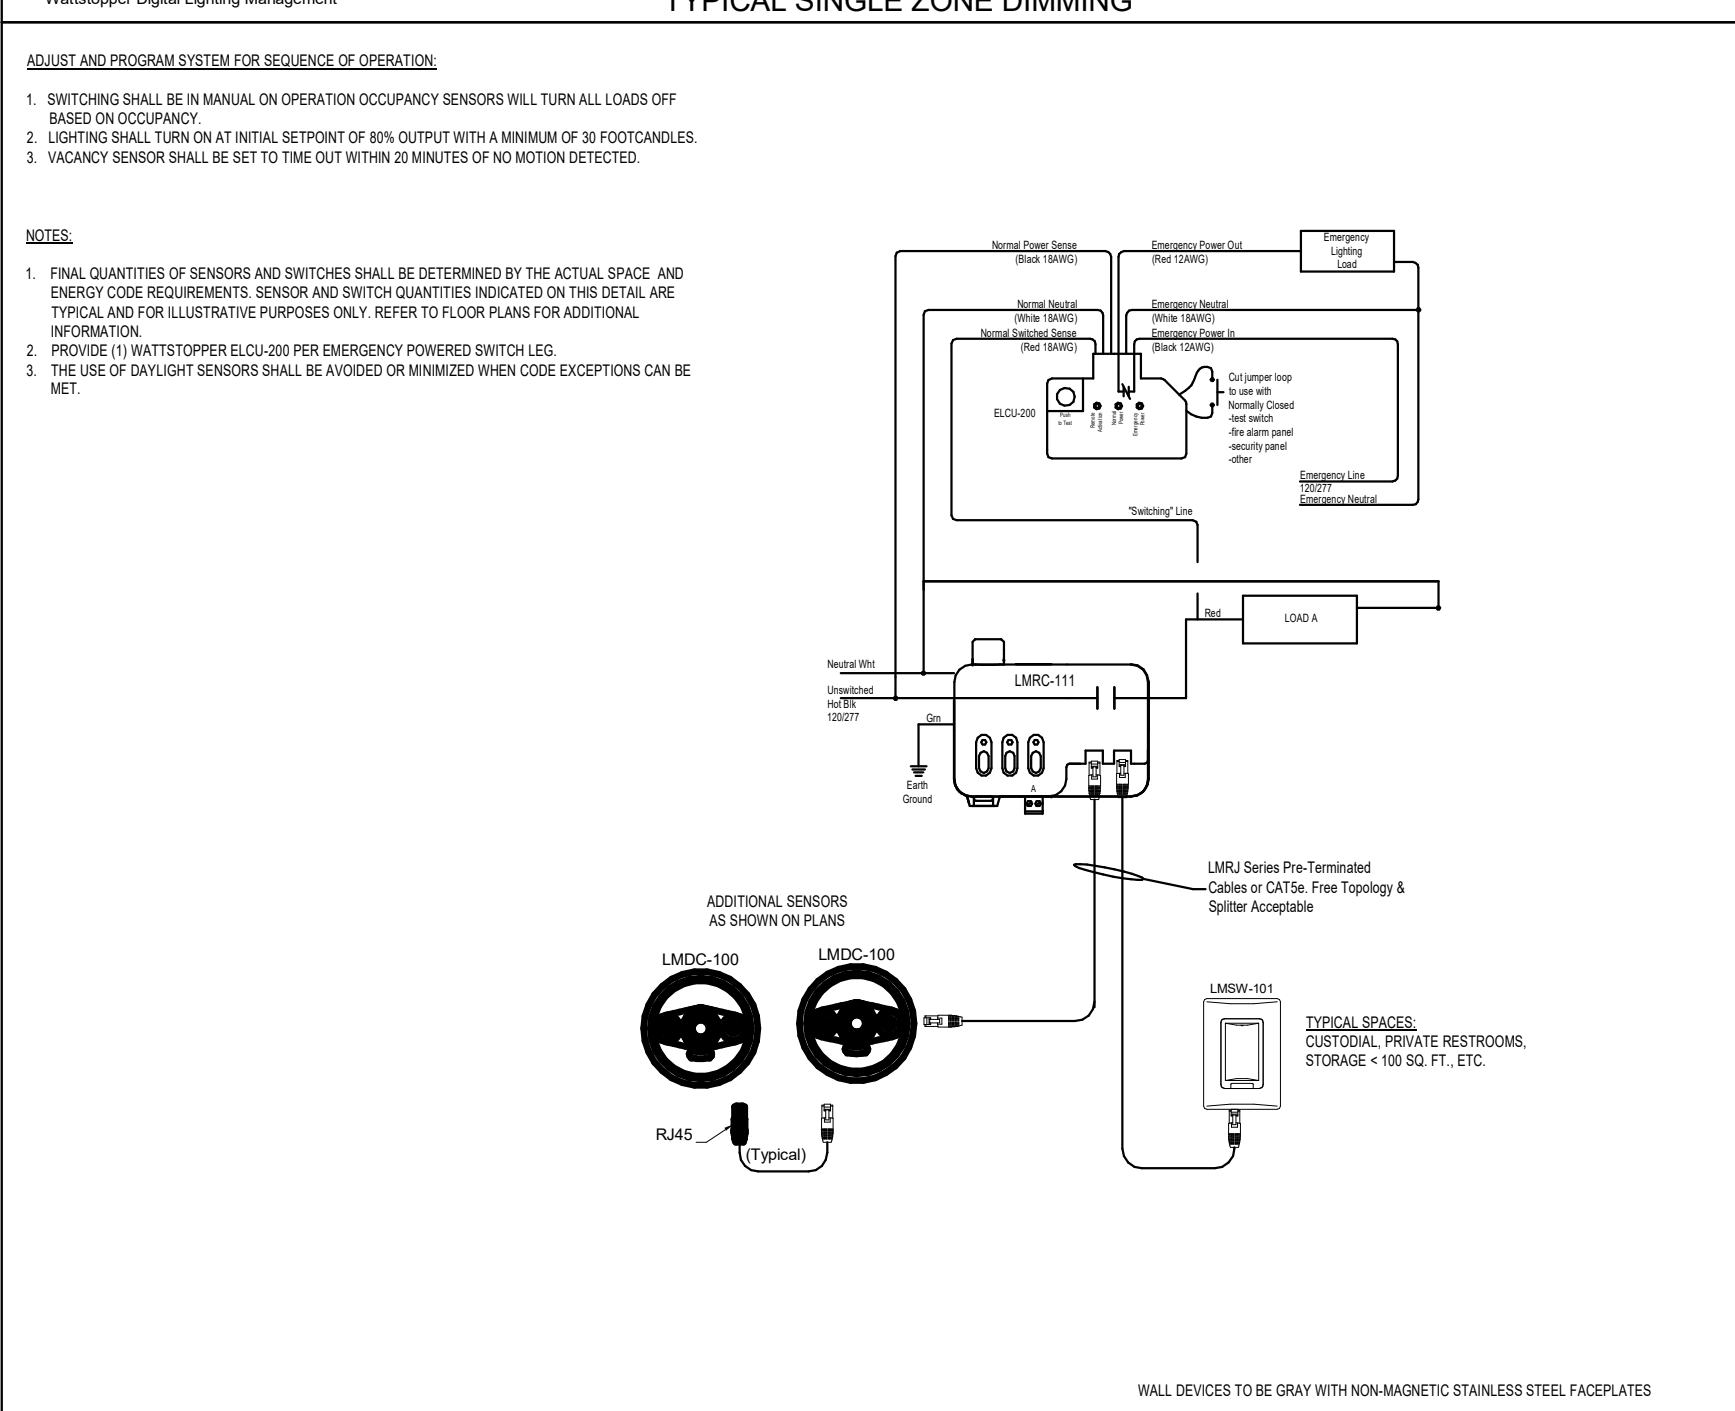 Wattstopper Digital Lighting Management
TYPICAL SINGLE ZONE DIMMING
ADJUST AND PROGRAM SYSTEM FOR SEQUENCE OF OPERATION:
1. SWITCHING SHALL BE IN MANUAL ON OPERATION OCCUPANCY SENSORS WILL TURN ALL LOADS OFF
BASED ON OCCUPANCY.
2. LIGHTING SHALL TURN ON AT INITIAL SETPOINT OF 80% OUTPUT WITH A MINIMUM OF 30 FOOTCANDLES.
3. VACANCY SENSOR SHALL BE SET TO TIME OUT WITHIN 20 MINUTES OF NO MOTION DETECTED.
NOTES:
1. FINAL QUANTITIES OF SENSORS AND SWITCHES SHALL BE DETERMINED BY THE ACTUAL SPACE AND
ENERGY CODE REQUIREMENTS. SENSOR AND SWITCH QUANTITIES INDICATED ON THIS DETAIL ARE
TYPICAL AND FOR ILLUSTRATIVE PURPOSES ONLY. REFER TO FLOOR PLANS FOR ADDITIONAL
INFORMATION.
2. PROVIDE (1) WATTSTOPPER ELCU-200 PER EMERGENCY POWERED SWITCH LEG.
3. THE USE OF DAYLIGHT SENSORS SHALL BE AVOIDED OR MINIMIZED WHEN CODE EXCEPTIONS CAN BE
MET.
Normal Power Sense
(Black 18AWG)
Emergency Power Out
(Red 12AWG)
Emergency
Lighting
Load
Normal Neutral
(White 18AWG)
Emergency Neutral
(White 18AWG)
Normal Switched Sense
(Red 18AWG)
Emergency Power In
(Black 12AWG)
ELCU-200
Push
to Test
Remote
Activation
Normal
Power
Emergency
Power
Cut jumper loop
to use with
Normally Closed
-test switch
-fire alarm panel
-security panel
-other
Emergency Line
120/277
Emergency Neutral
"Switching" Line
Red
LOAD A
Neutral Wht
Unswitched
Hot Blk
120/277
LMRC-111
Grn
Earth
Ground
A
LMRJ Series Pre-Terminated
Cables or CAT5e. Free Topology &
Splitter Acceptable
ADDITIONAL SENSORS
AS SHOWN ON PLANS
LMDC-100
LMDC-100
RJ45
(Typical)
LMSW-101
TYPICAL SPACES:
CUSTODIAL, PRIVATE RESTROOMS,
STORAGE < 100 SQ. FT., ETC.
WALL DEVICES TO BE GRAY WITH NON-MAGNETIC STAINLESS STEEL FACEPLATES